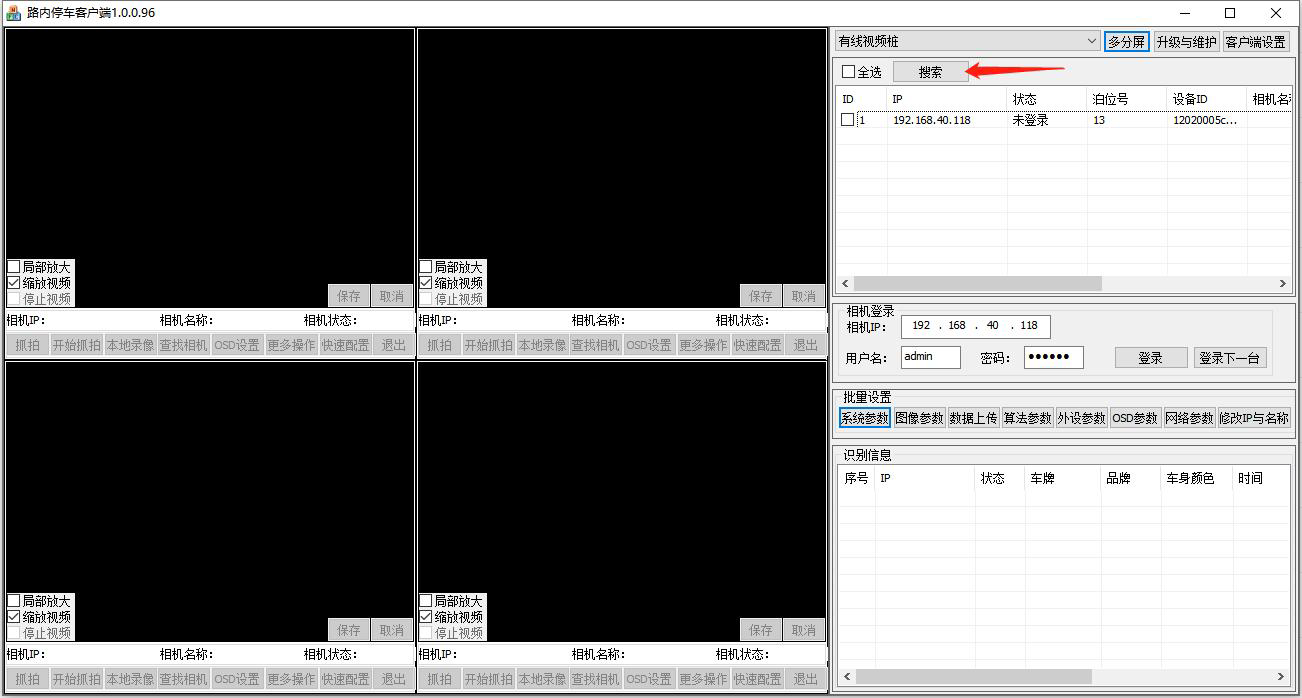 路内停车客户端1.0.0.96
有线视频桩 多分屏 升级与维护 客户端设置
全选 搜索
ID IP 状态 泊位号 设备ID 相机名称
1 192.168.40.118 未登录 13 12020005c...
局部放大 局部放大
缩放视频 缩放视频
停止视频 保存 取消 停止视频 保存 取消
相机IP: 相机名称: 相机状态: 相机IP: 相机名称: 相机状态:
抓拍 开始抓拍 本地录像 查找相机 OSD设置 更多操作 快速配置 退出 抓拍 开始抓拍 本地录像 查找相机 OSD设置 更多操作 快速配置 退出
相机登录
相机IP: 192 . 168 . 40 . 118
用户名: admin 密码: ●●●●●● 登录 登录下一台
批量设置
系统参数 图像参数 数据上传 算法参数 外设参数 OSD参数 网络参数 修改IP与名称
识别信息
序号 IP 状态 车牌 品牌 车身颜色 时间
局部放大 局部放大
缩放视频 缩放视频
停止视频 保存 取消 停止视频 保存 取消
相机IP: 相机名称: 相机状态: 相机IP: 相机名称: 相机状态:
抓拍 开始抓拍 本地录像 查找相机 OSD设置 更多操作 快速配置 退出 抓拍 开始抓拍 本地录像 查找相机 OSD设置 更多操作 快速配置 退出